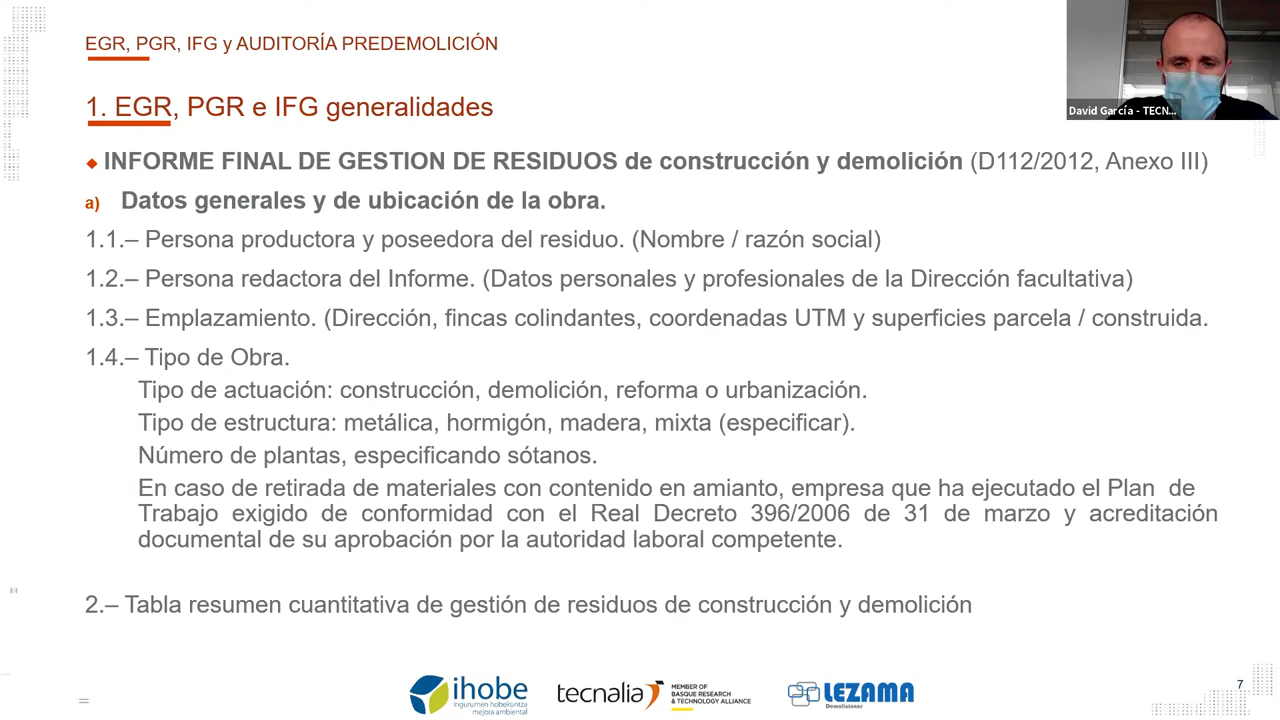 EGR, PGR, IFG y AUDITORÍA PREDEMOLICIÓN
David García - TECN...
1. EGR, PGR e IFG generalidades
INFORME FINAL DE GESTION DE RESIDUOS de construcción y demolición (D112/2012, Anexo III)
a) Datos generales y de ubicación de la obra.
1.1.– Persona productora y poseedora del residuo. (Nombre / razón social)
1.2.– Persona redactora del Informe. (Datos personales y profesionales de la Dirección facultativa)
1.3.– Emplazamiento. (Dirección, fincas colindantes, coordenadas UTM y superficies parcela / construida.
1.4.– Tipo de Obra.
Tipo de actuación: construcción, demolición, reforma o urbanización.
Tipo de estructura: metálica, hormigón, madera, mixta (especificar).
Número de plantas, especificando sótanos.
En caso de retirada de materiales con contenido en amianto, empresa que ha ejecutado el Plan de
Trabajo exigido de conformidad con el Real Decreto 396/2006 de 31 de marzo y acreditación
documental de su aprobación por la autoridad laboral competente.
2.– Tabla resumen cuantitativa de gestión de residuos de construcción y demolición
ihobe
ingurumen hobekuntza
mejora ambiental
tecnalia
MEMBER OF
BASQUE RESEARCH
& TECHNOLOGY ALLIANCE
LEZAMA
Demoliciones
7